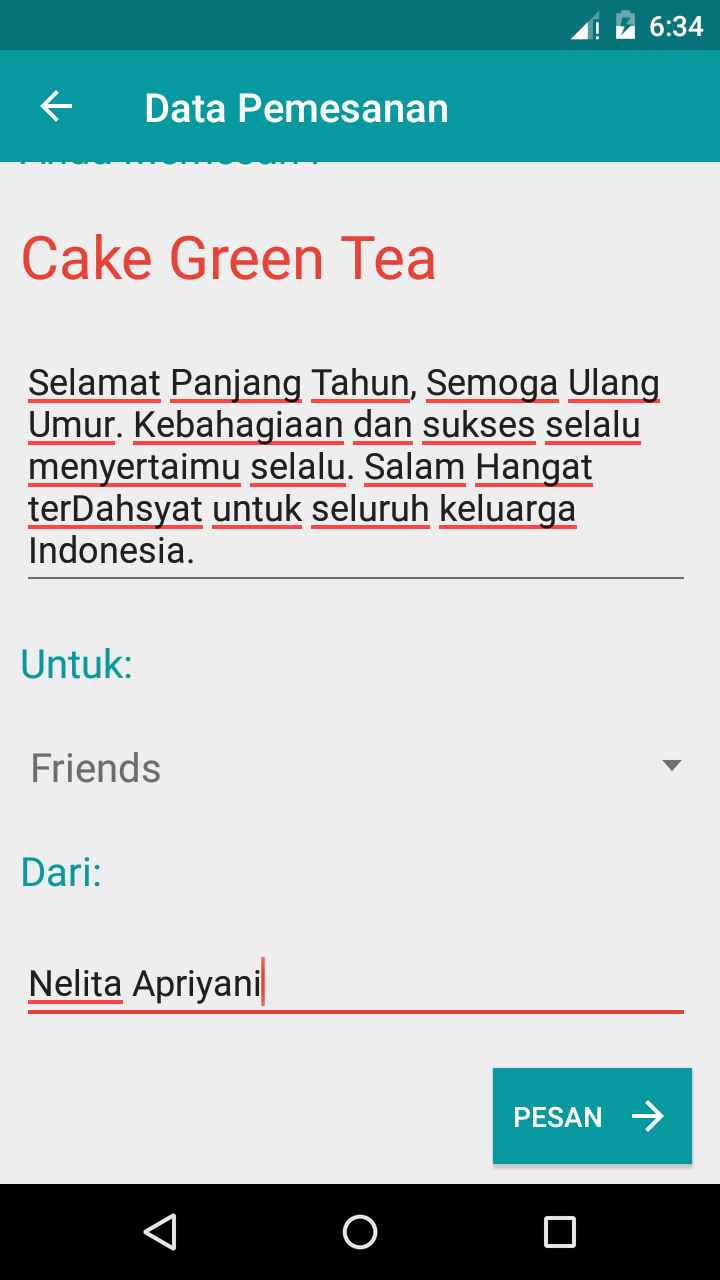 6:34
Data Pemesanan
Cake Green Tea
Selamat Panjang Tahun, Semoga Ulang
Umur. Kebahagiaan dan sukses selalu
menyertaimu selalu. Salam Hangat
terDahsyat untuk seluruh keluarga
Indonesia.
Untuk:
Friends
Dari:
Nelita Apriyani
PESAN